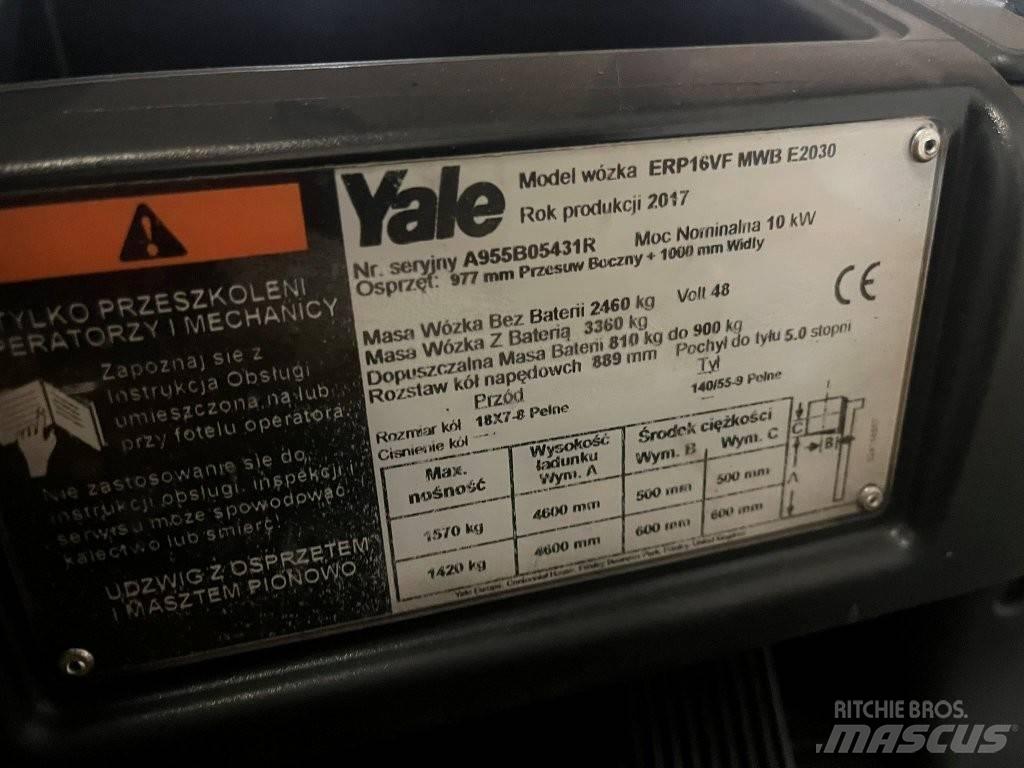 Yale
Model wózka ERP16VF MWB E2030
Rok produkcji 2017
Nr. seryjny A955B05431R Moc Nominalna 10 kW
Osprzęt: 977 mm Przesuw Boczny + 1000 mm Widły
Masa Wózka Bez Baterii 2460 kg Volt 48
Masa Wózka Z Baterią 3360 kg
Dopuszczalna Masa Baterii 810 kg do 900 kg
Rozstaw kół napędowch 889 mm Pochył do tyłu 5.0 stopni
Przód Tył
Rozmiar kół 18X7-8 Pełne 140/55-9 Pełne
Ciśnienie kół
CE
Max. nośność Wysokość ładunku Wym. A Środek ciężkości Wym. B Wym. C
1570 kg 4600 mm 500 mm 500 mm
1420 kg 4600 mm 600 mm 600 mm
C
B
A
TYLKO PRZESZKOLENI
OPERATORZY I MECHANICY
Zapoznaj się z
Instrukcją Obsługi
umieszczoną na lub
przy fotelu operatora.
Nie zastosowanie się do
instrukcji obsługi, inspekcji i
serwisu może spowodować
kalectwo lub śmierć
UDZWIG Z OSPRZĘTEM
I MASZTEM PIONOWO
RITCHIE BROS.
MASCUS